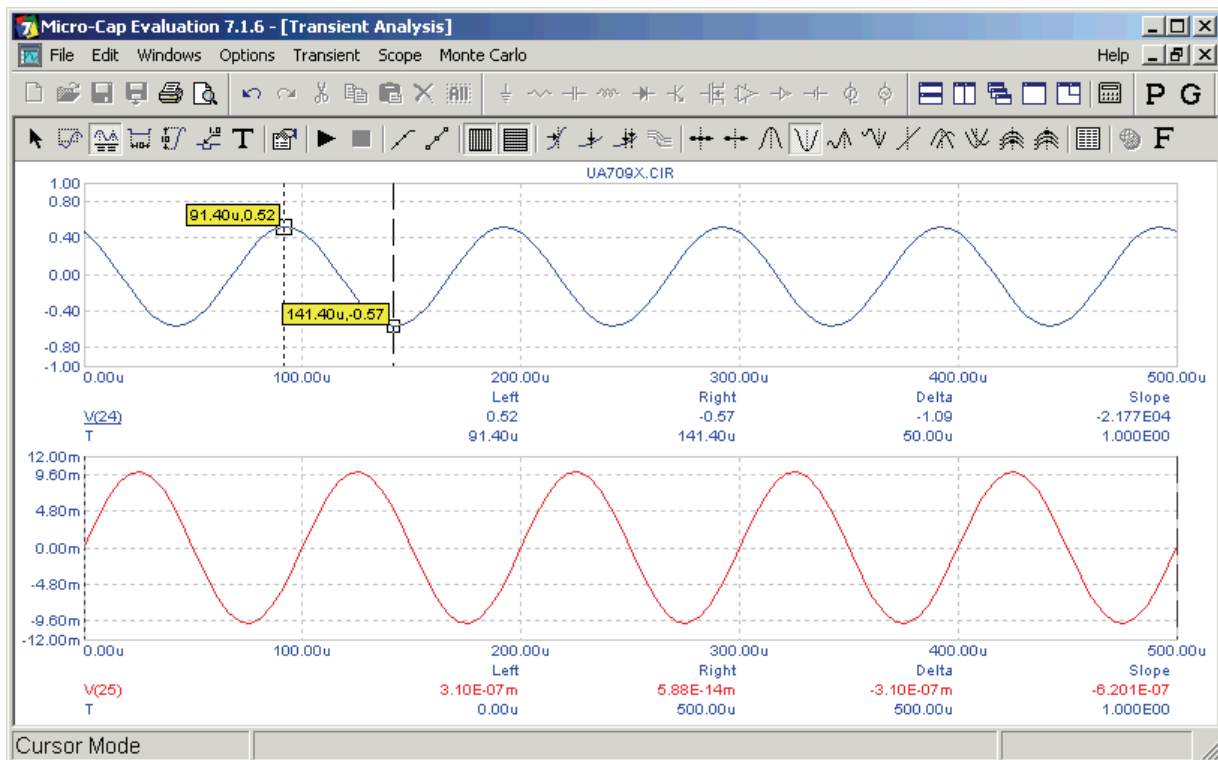 Micro-Cap Evaluation 7.1.6 - [Transient Analysis]
File Edit Windows Options Transient Scope Monte Carlo Help
P G
T F
UA709X.CIR
1.00
0.80
91.40u,0.52
0.40
0.00
-0.40
141.40u,-0.57
-0.80
-1.00
0.00u 100.00u 200.00u 300.00u 400.00u 500.00u
Left Right Delta Slope
V(24) 0.52 -0.57 -1.09 -2.177E04
T 91.40u 141.40u 50.00u 1.000E00
12.00m
9.60m
4.80m
0.00m
-4.80m
-9.60m
-12.00m
0.00u 100.00u 200.00u 300.00u 400.00u 500.00u
Left Right Delta Slope
V(25) 3.10E-07m 5.88E-14m -3.10E-07m -6.201E-07
T 0.00u 500.00u 500.00u 1.000E00
Cursor Mode